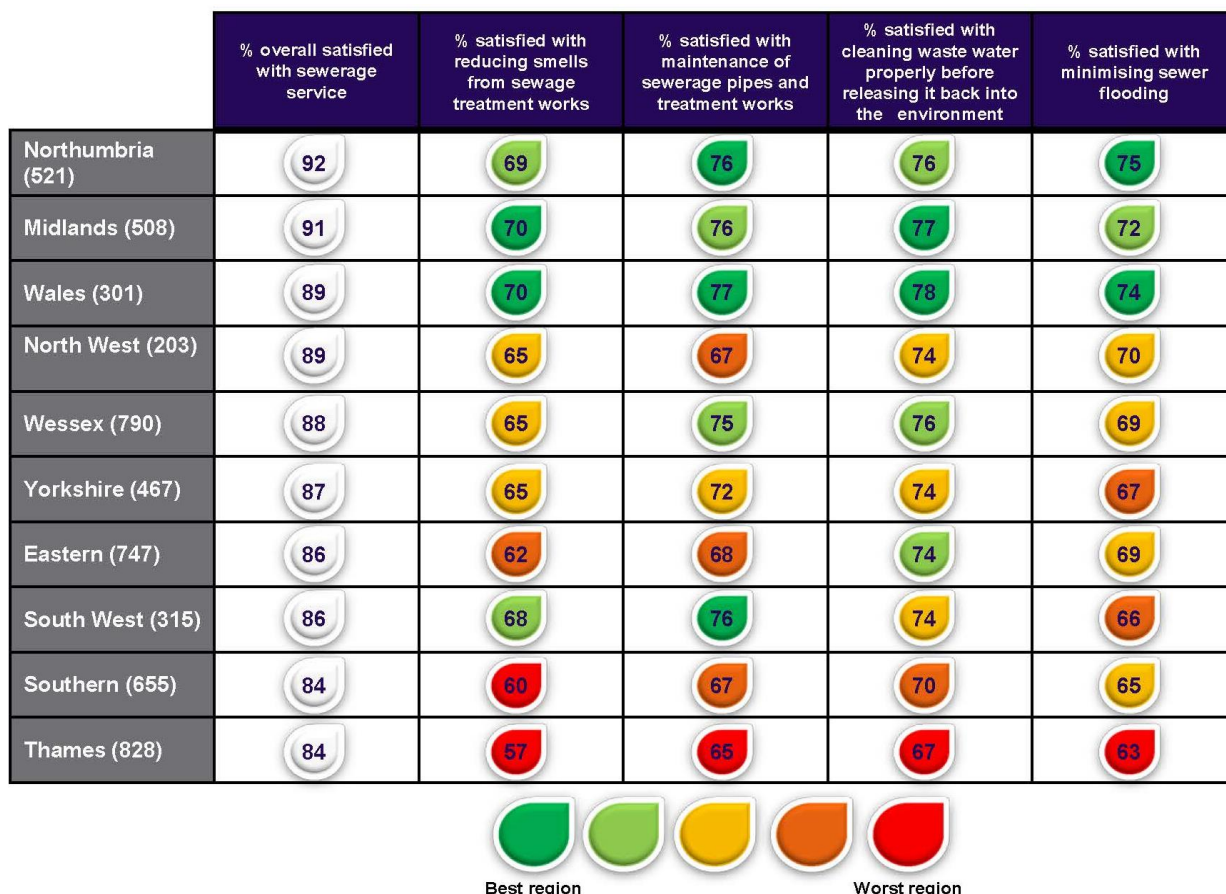 % overall satisfied
with sewerage
service
% satisfied with
reducing smells
from sewage
treatment works
% satisfied with
maintenance of
sewerage pipes and
treatment works
% satisfied with
cleaning waste water
properly before
releasing it back into
the environment
% satisfied with
minimising sewer
flooding
Northumbria
(521)
92
69
76
76
75
Midlands (508)
91
70
76
77
72
Wales (301)
89
70
77
78
74
North West (203)
89
65
67
74
70
Wessex (790)
88
65
75
76
69
Yorkshire (467)
87
65
72
74
67
Eastern (747)
86
62
68
74
69
South West (315)
86
68
76
74
66
Southern (655)
84
60
67
70
65
Thames (828)
84
57
65
67
63
Best region
Worst region